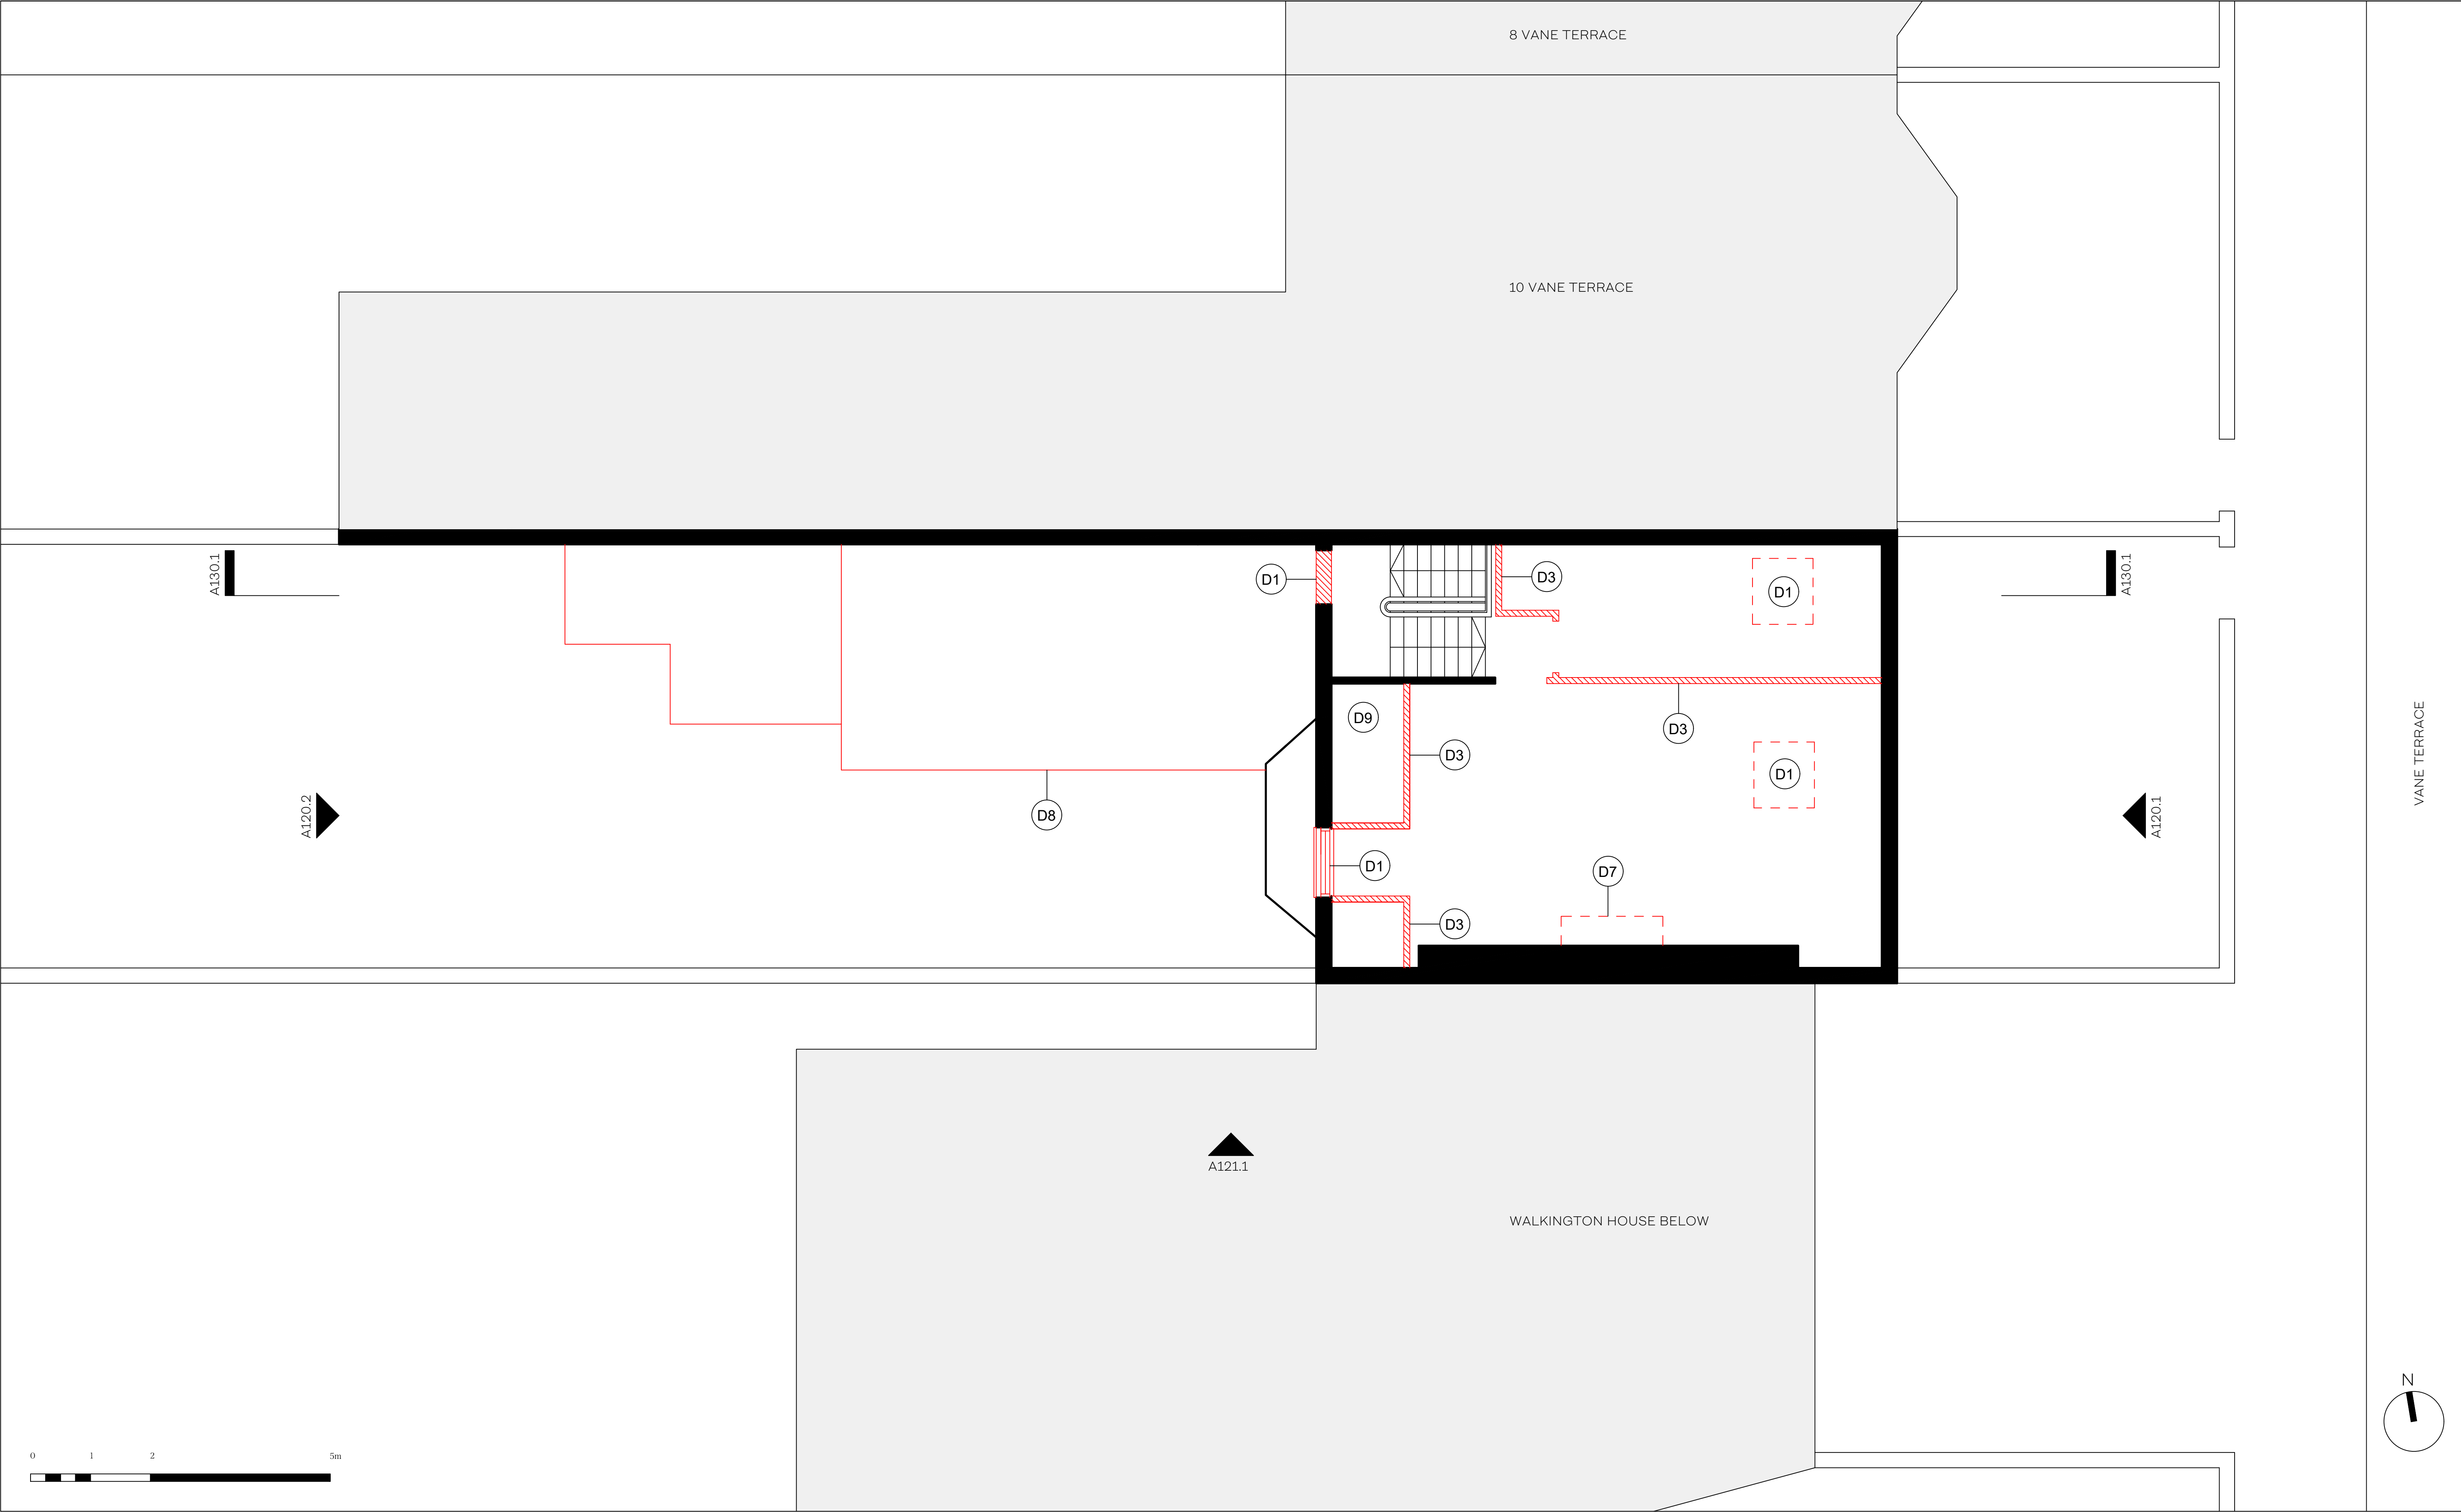 8 VANE TERRACE
10 VANE TERRACE
A130.1
D1
D3
D1
A130.1
D9
D3
D3
VANE TERRACE
D1
A120.2
D8
A120.1
D1
D7
D3
A121.1
WALKINGTON HOUSE BELOW
N
0 1 2 5m